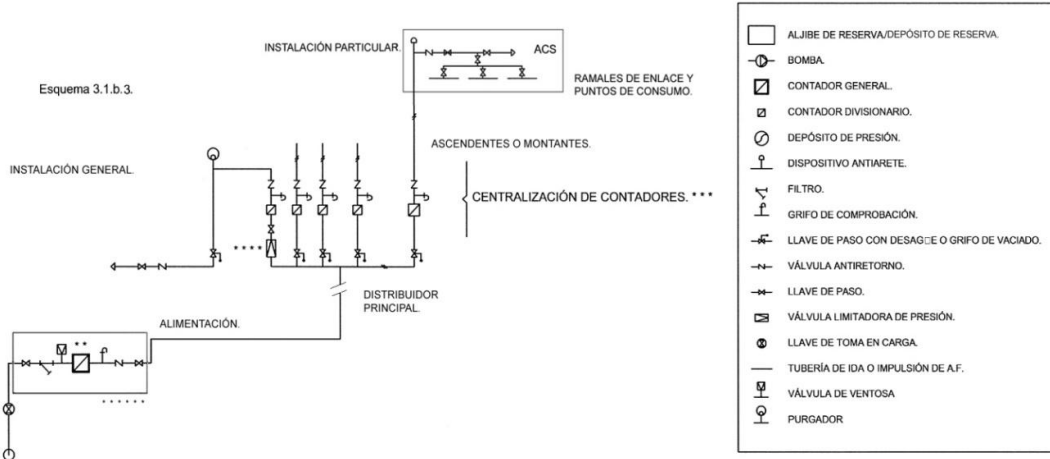 INSTALACIÓN PARTICULAR.
ACS
RAMALES DE ENLACE Y
PUNTOS DE CONSUMO.
Esquema 3.1.b.3.
ASCENDENTES O MONTANTES.
INSTALACIÓN GENERAL.
CENTRALIZACIÓN DE CONTADORES. * * *
* * * *
DISTRIBUIDOR
PRINCIPAL.
ALIMENTACIÓN.
* *
* * * * * *
ALJIBE DE RESERVA/DEPÓSITO DE RESERVA.
BOMBA.
CONTADOR GENERAL.
CONTADOR DIVISIONARIO.
DEPÓSITO DE PRESIÓN.
DISPOSITIVO ANTIARETE.
FILTRO.
GRIFO DE COMPROBACIÓN.
LLAVE DE PASO CON DESAG□E O GRIFO DE VACIADO.
VÁLVULA ANTIRETORNO.
LLAVE DE PASO.
VÁLVULA LIMITADORA DE PRESIÓN.
LLAVE DE TOMA EN CARGA.
TUBERÍA DE IDA O IMPULSIÓN DE A.F.
VÁLVULA DE VENTOSA
PURGADOR